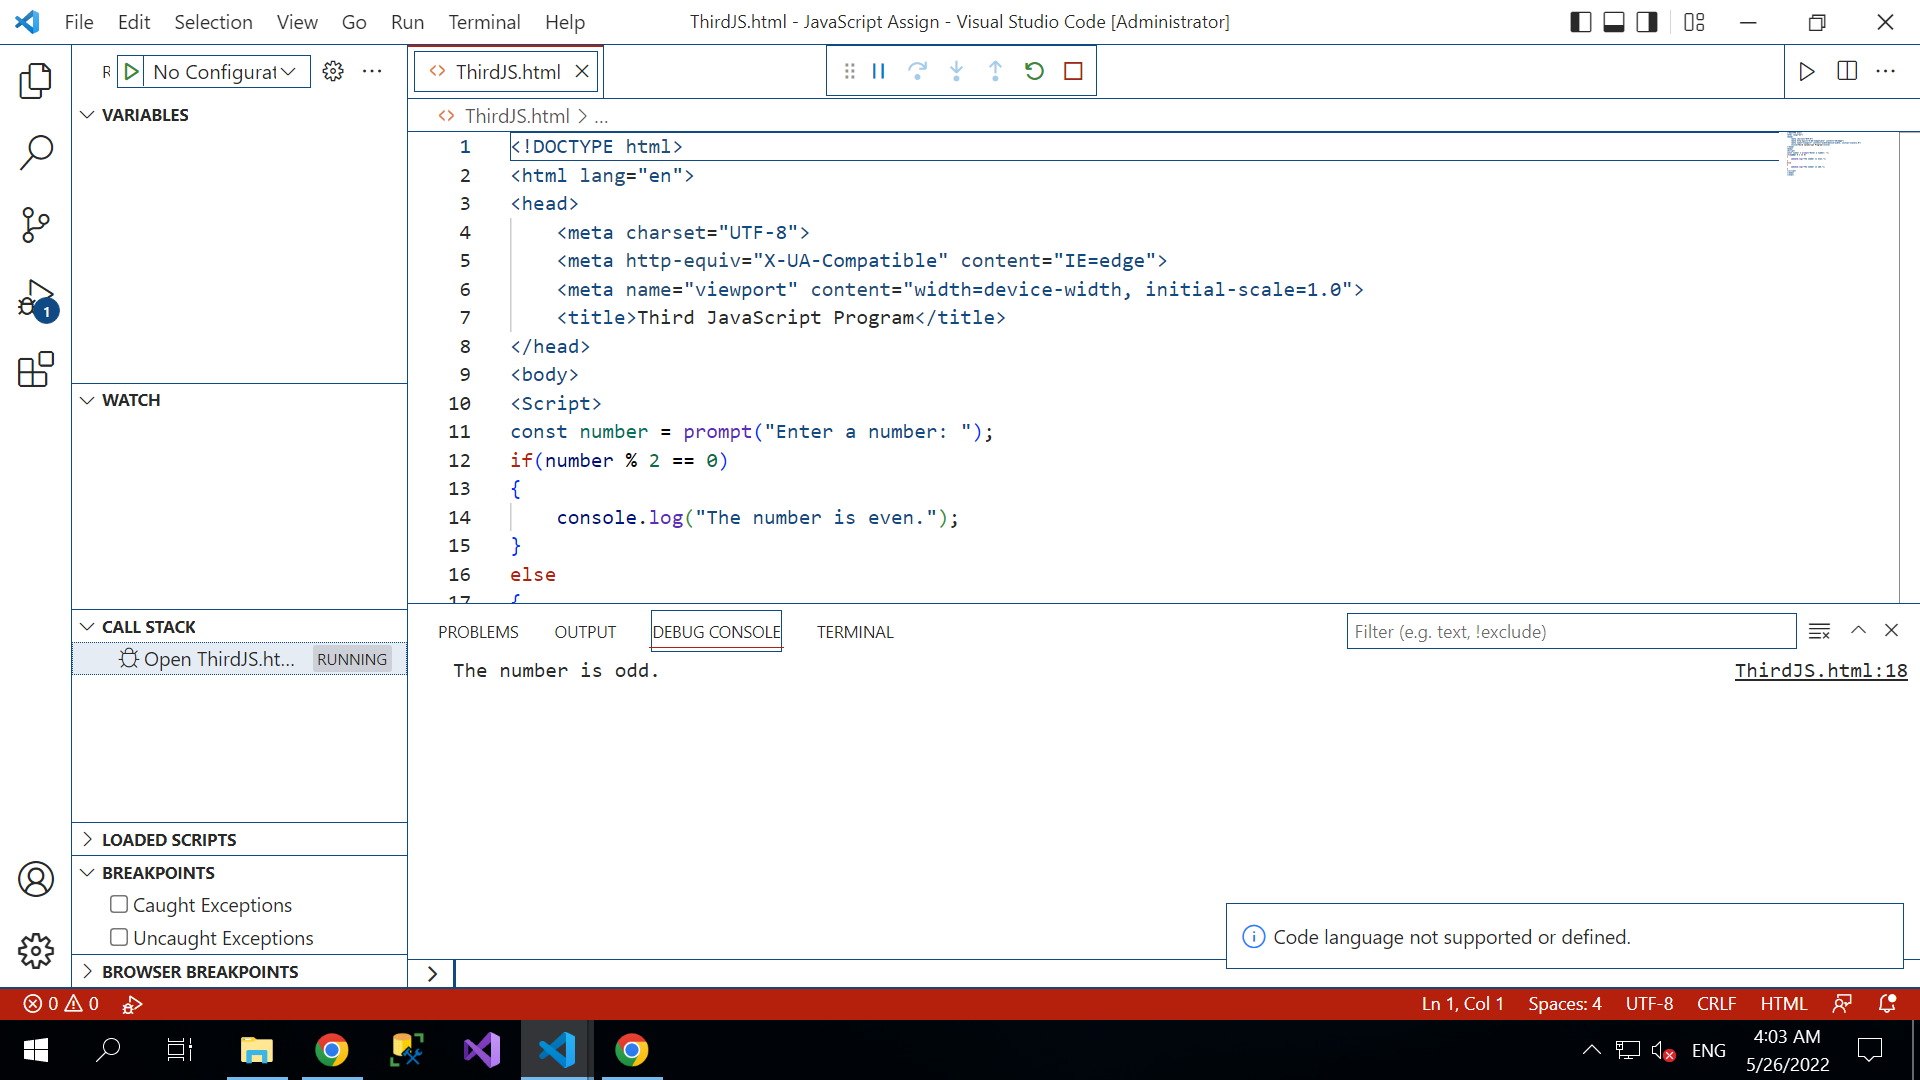 File Edit Selection View Go Run Terminal Help
ThirdJS.html - JavaScript Assign - Visual Studio Code [Administrator]
R No Configurat
ThirdJS.html
VARIABLES
WATCH
CALL STACK
Open ThirdJS.ht... RUNNING
LOADED SCRIPTS
BREAKPOINTS
Caught Exceptions
Uncaught Exceptions
BROWSER BREAKPOINTS
1
ThirdJS.html > ...
1 <!DOCTYPE html>
2 <html lang="en">
3 <head>
4 <meta charset="UTF-8">
5 <meta http-equiv="X-UA-Compatible" content="IE=edge">
6 <meta name="viewport" content="width=device-width, initial-scale=1.0">
7 <title>Third JavaScript Program</title>
8 </head>
9 <body>
10 <Script>
11 const number = prompt("Enter a number: ");
12 if(number % 2 == 0)
13 {
14 console.log("The number is even.");
15 }
16 else
17 {
PROBLEMS OUTPUT DEBUG CONSOLE TERMINAL
Filter (e.g. text, !exclude)
The number is odd. ThirdJS.html:18
Code language not supported or defined.
0 0
Ln 1, Col 1 Spaces: 4 UTF-8 CRLF HTML
ENG
4:03 AM
5/26/2022